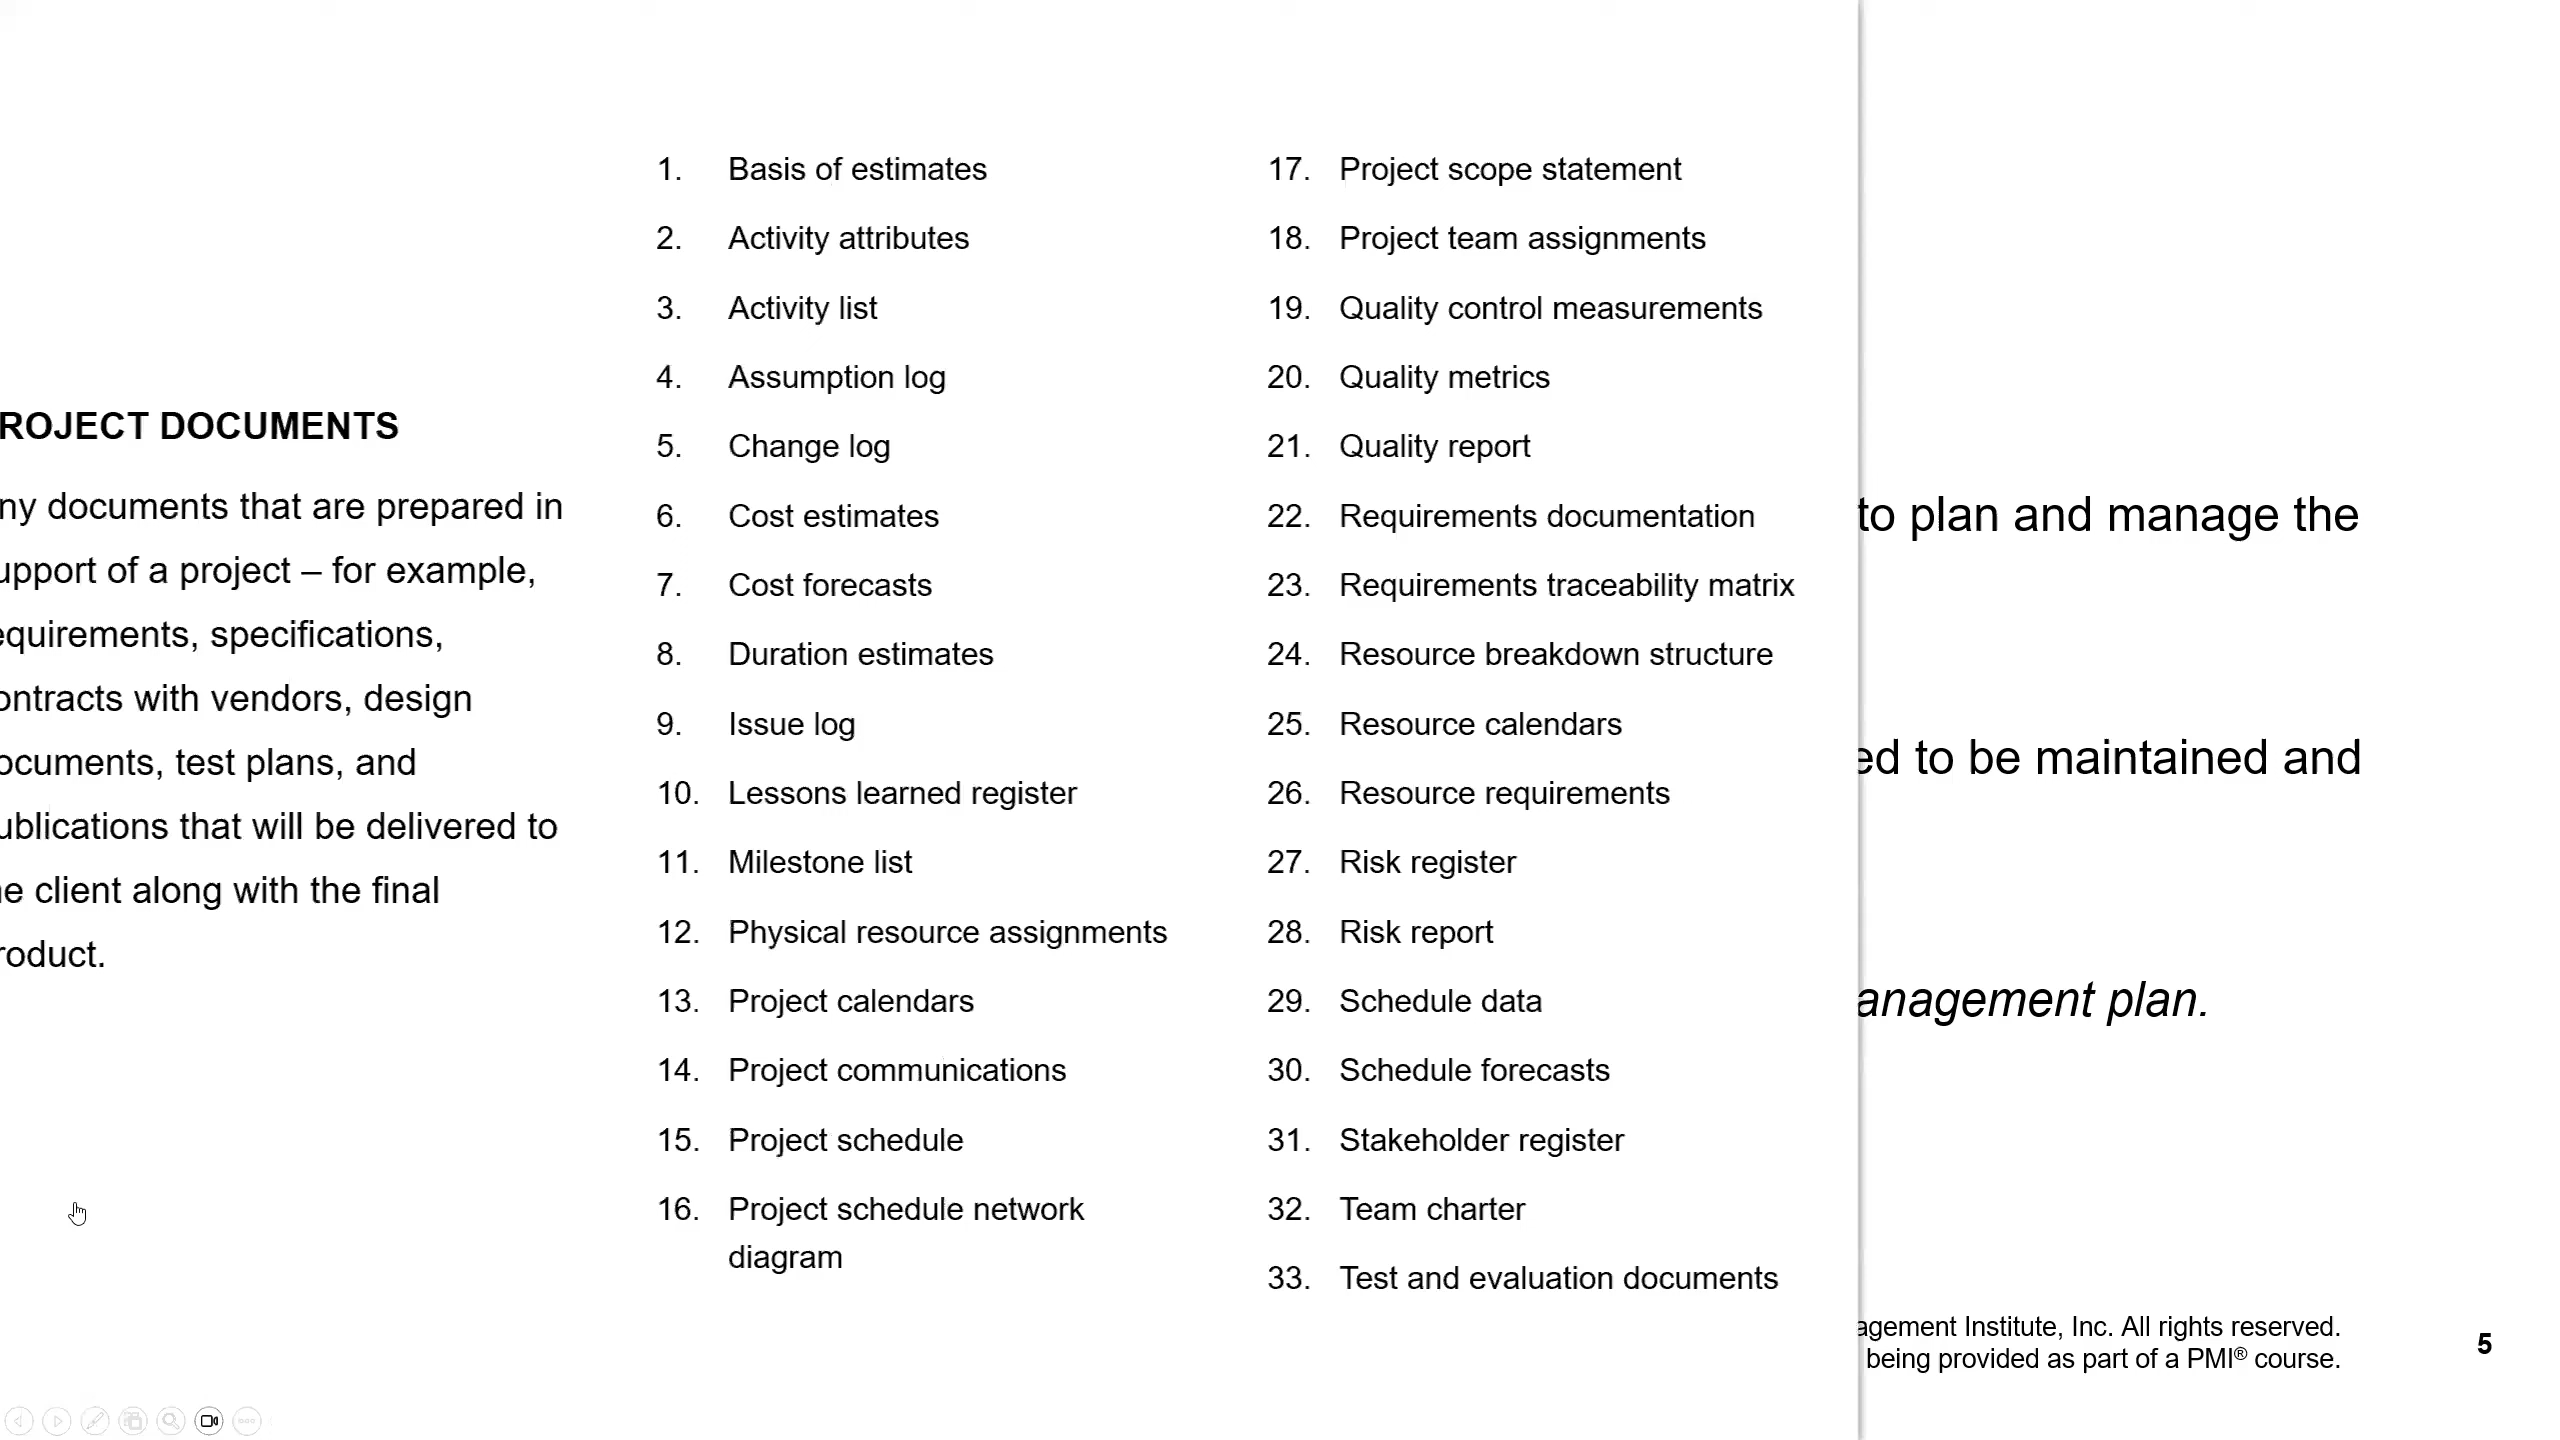 ROJECT DOCUMENTS
ny documents that are prepared in
upport of a project – for example,
equirements, specifications,
ontracts with vendors, design
ocuments, test plans, and
ublications that will be delivered to
e client along with the final
roduct.
1. Basis of estimates
2. Activity attributes
3. Activity list
4. Assumption log
5. Change log
6. Cost estimates
7. Cost forecasts
8. Duration estimates
9. Issue log
10. Lessons learned register
11. Milestone list
12. Physical resource assignments
13. Project calendars
14. Project communications
15. Project schedule
16. Project schedule network
diagram
17. Project scope statement
18. Project team assignments
19. Quality control measurements
20. Quality metrics
21. Quality report
22. Requirements documentation
23. Requirements traceability matrix
24. Resource breakdown structure
25. Resource calendars
26. Resource requirements
27. Risk register
28. Risk report
29. Schedule data
30. Schedule forecasts
31. Stakeholder register
32. Team charter
33. Test and evaluation documents
to plan and manage the
ed to be maintained and
anagement plan.
agement Institute, Inc. All rights reserved.
being provided as part of a PMI® course.
5